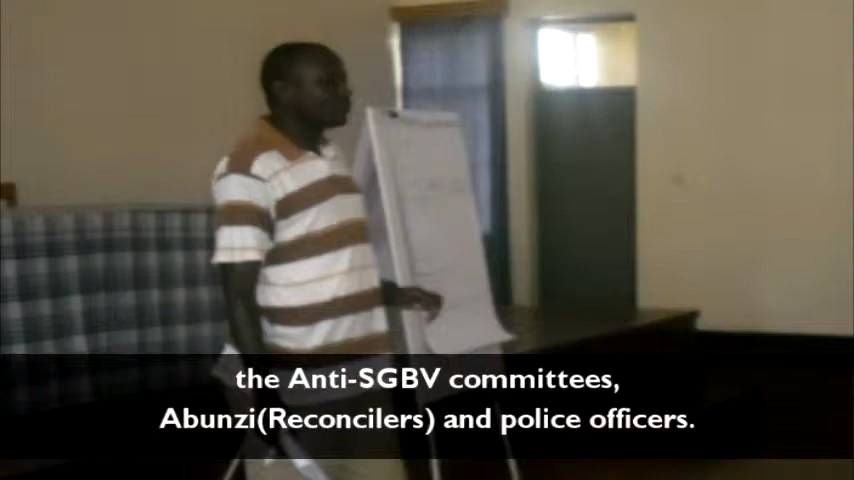 the Anti-SGBV committees,
Abunzi(Reconcilers) and police officers.